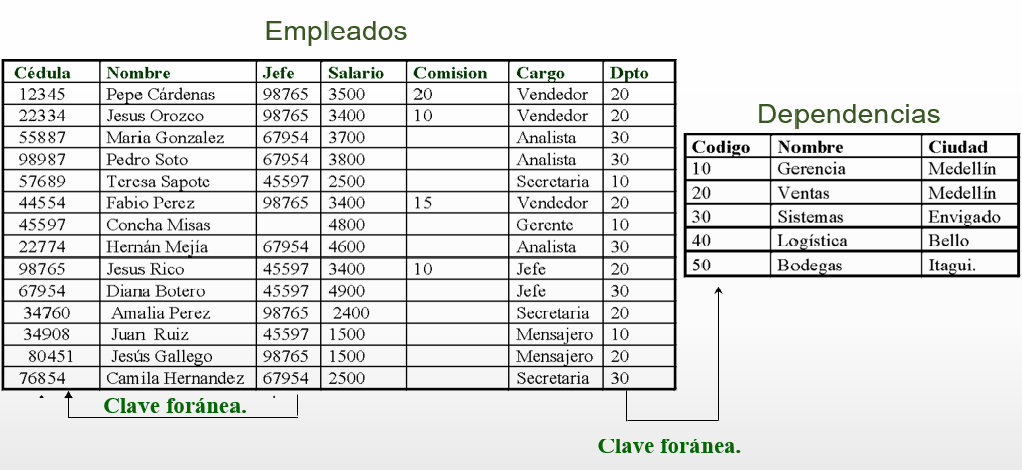 Empleados
Cédula Nombre Jefe Salario Comision Cargo Dpto
12345 Pepe Cárdenas 98765 3500 20 Vendedor 20
22334 Jesus Orozco 98765 3400 10 Vendedor 20
55887 Maria Gonzalez 67954 3700 Analista 30
98987 Pedro Soto 67954 3800 Analista 30
57689 Teresa Sapote 45597 2500 Secretaria 10
44554 Fabio Perez 98765 3400 15 Vendedor 20
45597 Concha Misas 4800 Gerente 10
22774 Hernán Mejía 67954 4600 Analista 30
98765 Jesus Rico 45597 3400 10 Jefe 20
67954 Diana Botero 45597 4900 Jefe 30
34760 Amalia Perez 98765 2400 Secretaria 20
34908 Juan Ruiz 45597 1500 Mensajero 10
80451 Jesús Gallego 98765 1500 Mensajero 20
76854 Camila Hernandez 67954 2500 Secretaria 30
Clave foránea.
Dependencias
Codigo Nombre Ciudad
10 Gerencia Medellín
20 Ventas Medellín
30 Sistemas Envigado
40 Logística Bello
50 Bodegas Itagui.
Clave foránea.